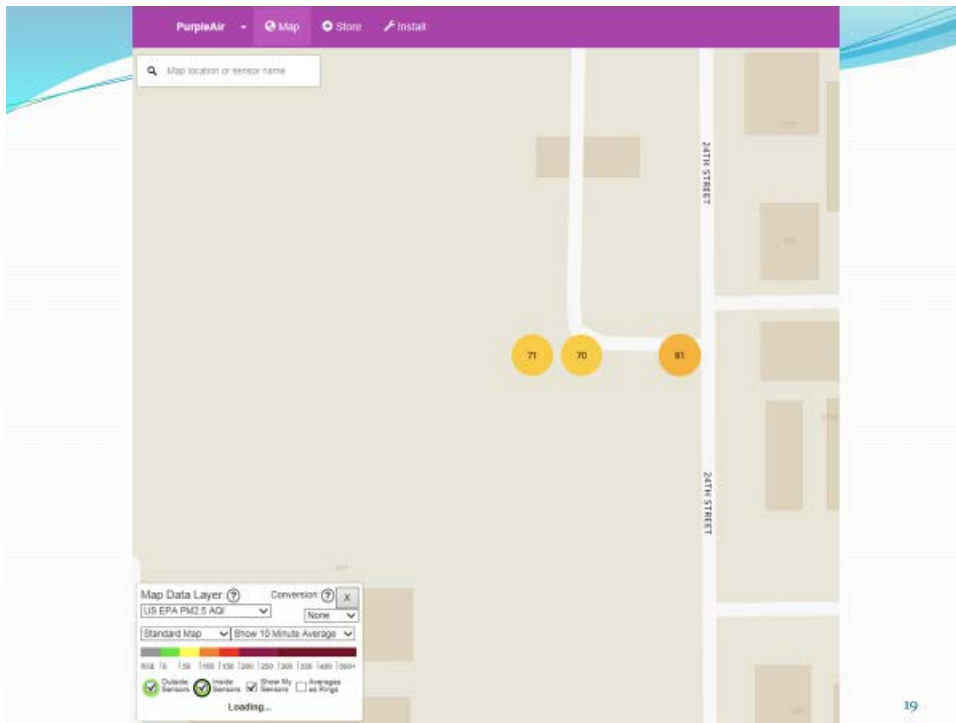 PurpleAir Map Store Install
Map location or sensor name
24TH STREET
71 70 81
24TH STREET
Map Data Layer: ? Conversion: ? X
US EPA PM2.5 AQI None
Standard Map Show 10 Minute Average
N/A |0 |50 |100 |150 |200 |250 |300 |350 |400 |500+
Outside Sensors Inside Sensors Show My Sensors Averages as Rings
Loading...
19